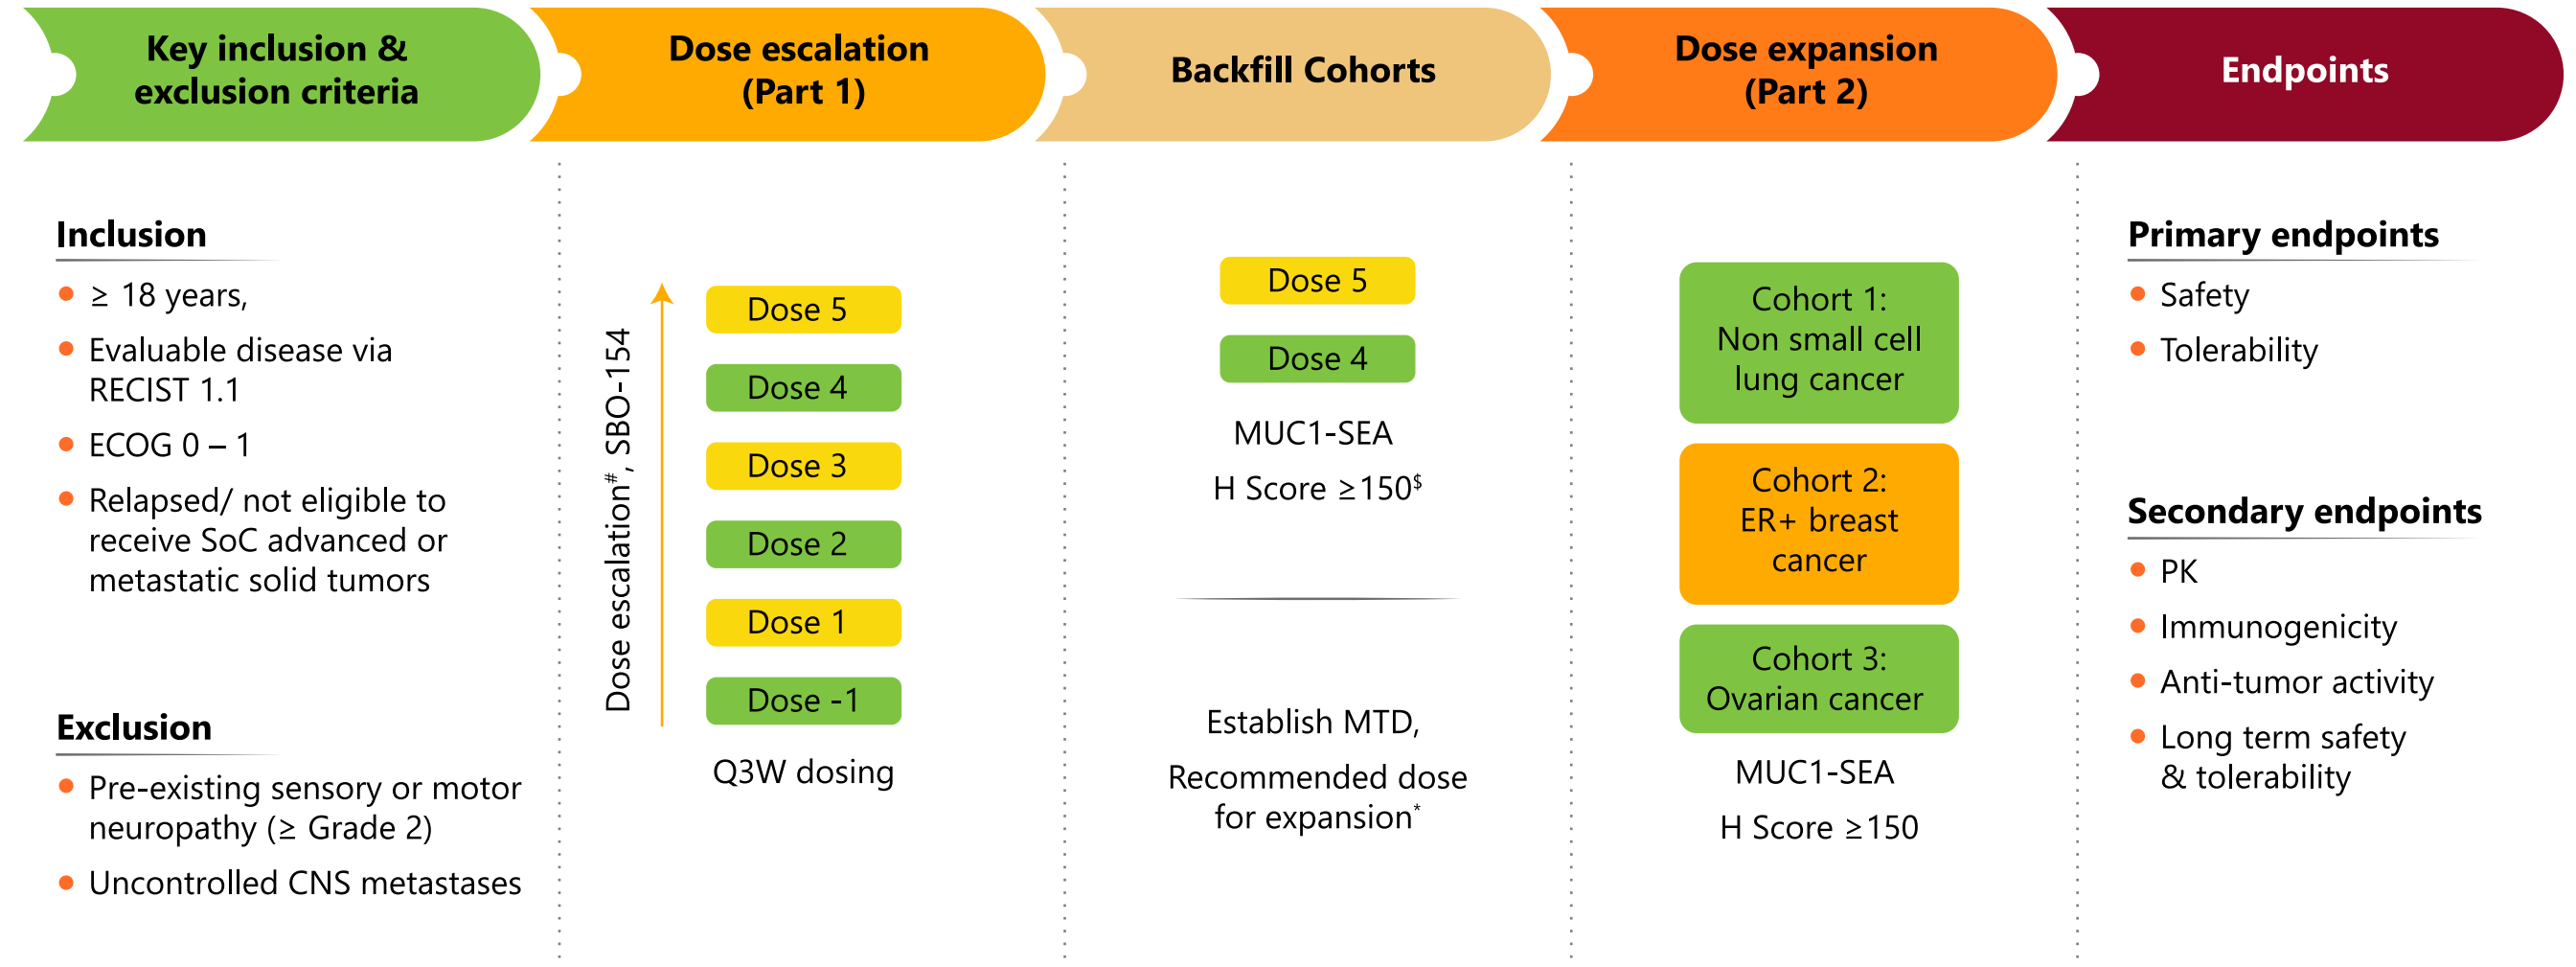 Key inclusion &
exclusion criteria
Dose escalation
(Part 1)
Backfill Cohorts
Dose expansion
(Part 2)
Endpoints
Inclusion
≥ 18 years,
Evaluable disease via
RECIST 1.1
ECOG 0 – 1
Relapsed/ not eligible to
receive SoC advanced or
metastatic solid tumors
Exclusion
Pre-existing sensory or motor
neuropathy (≥ Grade 2)
Uncontrolled CNS metastases
Dose escalation#, SBO-154
Dose 5
Dose 4
Dose 3
Dose 2
Dose 1
Dose -1
Q3W dosing
Dose 5
Dose 4
MUC1-SEA
H Score ≥150$
Establish MTD,
Recommended dose
for expansion*
Cohort 1:
Non small cell
lung cancer
Cohort 2:
ER+ breast
cancer
Cohort 3:
Ovarian cancer
MUC1-SEA
H Score ≥150
Primary endpoints
Safety
Tolerability
Secondary endpoints
PK
Immunogenicity
Anti-tumor activity
Long term safety
& tolerability